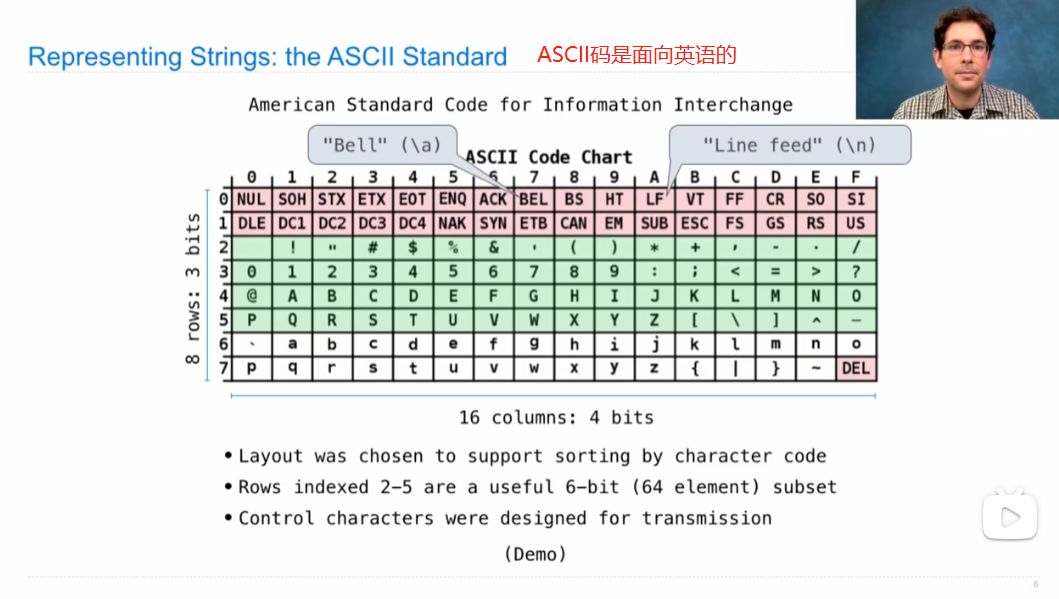 Representing Strings: the ASCII Standard ASCII码是面向英语的
American Standard Code for Information Interchange
"Bell" (\a) "Line feed" (\n)
ASCII Code Chart
0 1 2 3 4 5 6 7 8 9 A B C D E F
0 NUL SOH STX ETX EOT ENQ ACK BEL BS HT LF VT FF CR SO SI
1 DLE DC1 DC2 DC3 DC4 NAK SYN ETB CAN EM SUB ESC FS GS RS US
2 ! " # $ % & ' ( ) * + , - . /
3 0 1 2 3 4 5 6 7 8 9 : ; < = > ?
4 @ A B C D E F G H I J K L M N O
5 P Q R S T U V W X Y Z [ \ ] ^ _
6 ` a b c d e f g h i j k l m n o
7 p q r s t u v w x y z { | } ~ DEL
8 rows: 3 bits
16 columns: 4 bits
• Layout was chosen to support sorting by character code
• Rows indexed 2-5 are a useful 6-bit (64 element) subset
• Control characters were designed for transmission
(Demo)
6